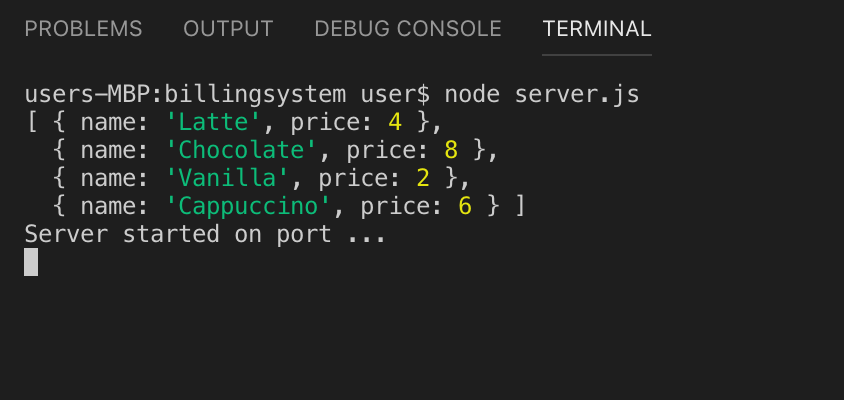 PROBLEMS OUTPUT DEBUG CONSOLE TERMINAL
users-MBP:billingsystem user$ node server.js
[ { name: 'Latte', price: 4 },
  { name: 'Chocolate', price: 8 },
  { name: 'Vanilla', price: 2 },
  { name: 'Cappuccino', price: 6 } ]
Server started on port ...